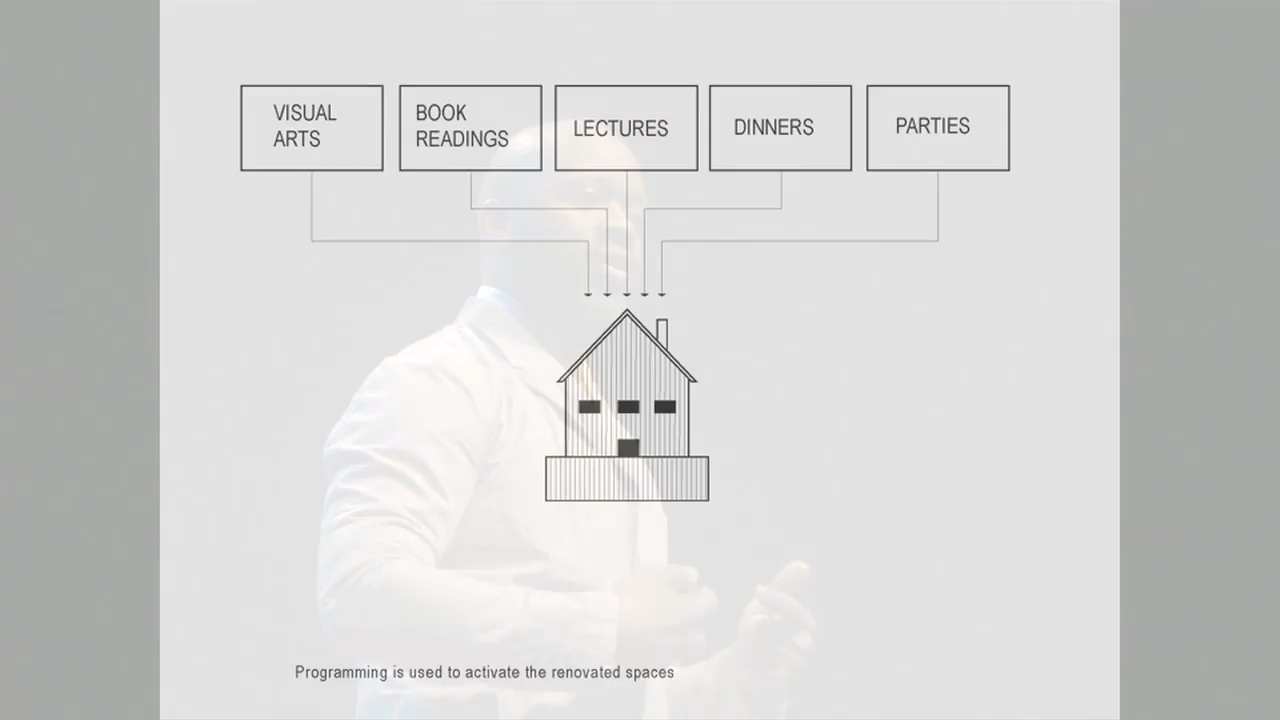 VISUAL
ARTS
BOOK
READINGS
LECTURES
DINNERS
PARTIES
Programming is used to activate the renovated spaces